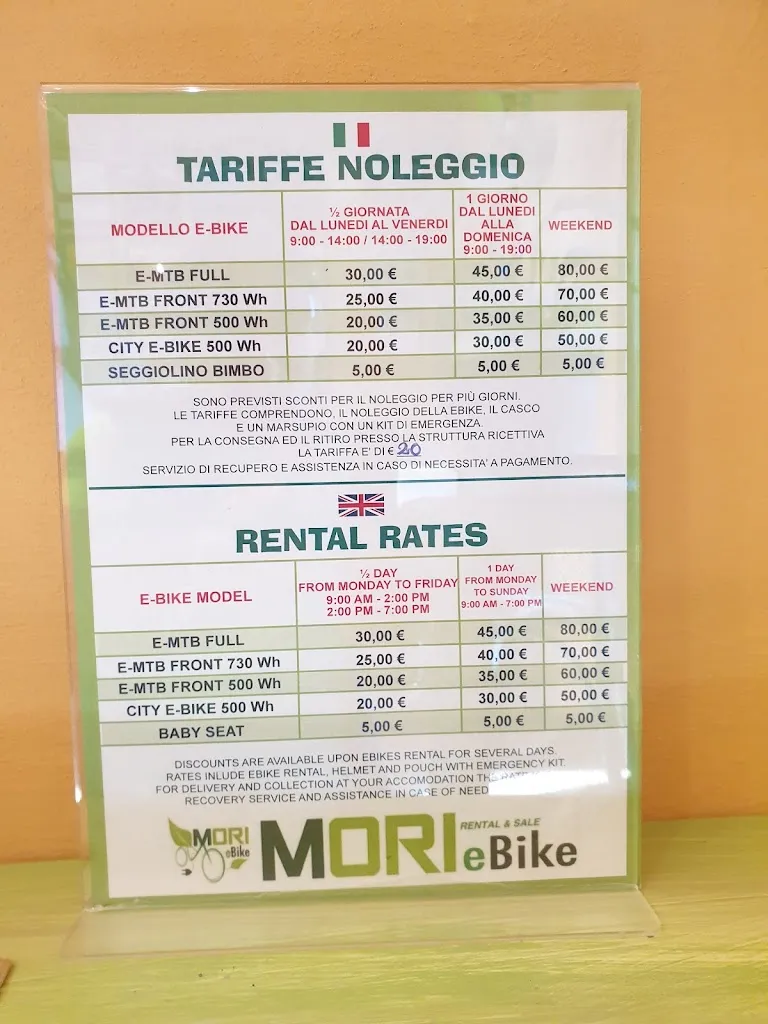 TARIFFE NOLEGGIO
MODELLO E-BIKE
½ GIORNATA
DAL LUNEDI AL VENERDI
9:00 - 14:00 / 14:00 - 19:00
1 GIORNO
DAL LUNEDI
ALLA
DOMENICA
9:00 - 19:00
WEEKEND
E-MTB FULL 30,00 € 45,00 € 80,00 €
E-MTB FRONT 730 Wh 25,00 € 40,00 € 70,00 €
E-MTB FRONT 500 Wh 20,00 € 35,00 € 60,00 €
CITY E-BIKE 500 Wh 20,00 € 30,00 € 50,00 €
SEGGIOLINO BIMBO 5,00 € 5,00 € 5,00 €
SONO PREVISTI SCONTI PER IL NOLEGGIO PER PIÙ GIORNI.
LE TARIFFE COMPRENDONO, IL NOLEGGIO DELLA EBIKE, IL CASCO
E UN MARSUPIO CON UN KIT DI EMERGENZA.
PER LA CONSEGNA ED IL RITIRO PRESSO LA STRUTTURA RICETTIVA
LA TARIFFA E' DI € 20
SERVIZIO DI RECUPERO E ASSISTENZA IN CASO DI NECESSITA' A PAGAMENTO.
RENTAL RATES
E-BIKE MODEL
½ DAY
FROM MONDAY TO FRIDAY
9:00 AM - 2:00 PM
2:00 PM - 7:00 PM
1 DAY
FROM MONDAY
TO SUNDAY
9:00 AM - 7:00 PM
WEEKEND
E-MTB FULL 30,00 € 45,00 € 80,00 €
E-MTB FRONT 730 Wh 25,00 € 40,00 € 70,00 €
E-MTB FRONT 500 Wh 20,00 € 35,00 € 60,00 €
CITY E-BIKE 500 Wh 20,00 € 30,00 € 50,00 €
BABY SEAT 5,00 € 5,00 € 5,00 €
DISCOUNTS ARE AVAILABLE UPON EBIKES RENTAL FOR SEVERAL DAYS.
RATES INLUDE EBIKE RENTAL, HELMET AND POUCH WITH EMERGENCY KIT.
FOR DELIVERY AND COLLECTION AT YOUR ACCOMODATION THE RATE
RECOVERY SERVICE AND ASSISTANCE IN CASE OF NEED
MORI
eBike
MORI
RENTAL & SALE
eBike